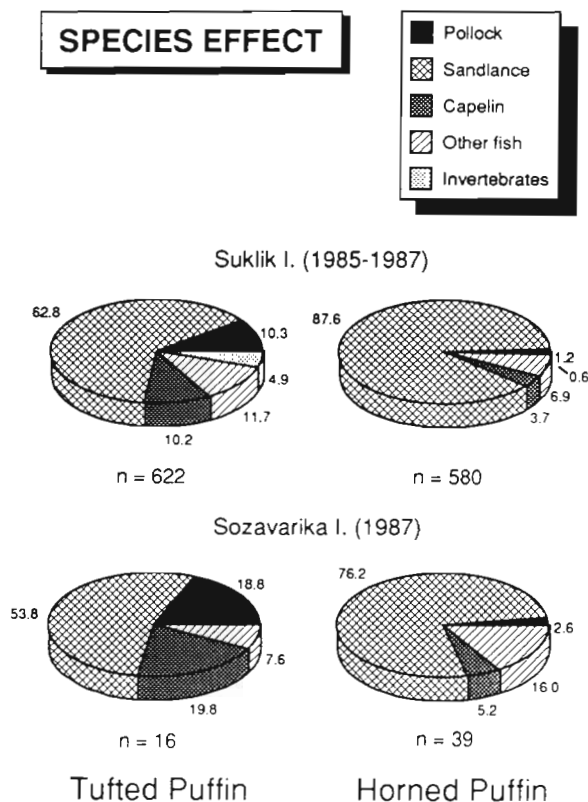 SPECIES EFFECT
Pollock
Sandlance
Capelin
Other fish
Invertebrates
Suklik I. (1985-1987)
62.8
10.3
4.9
11.7
10.2
n = 622
87.6
1.2
0.6
6.9
3.7
n = 580
Sozavarika I. (1987)
53.8
18.8
7.6
19.8
n = 16
76.2
2.6
16.0
5.2
n = 39
Tufted Puffin
Horned Puffin